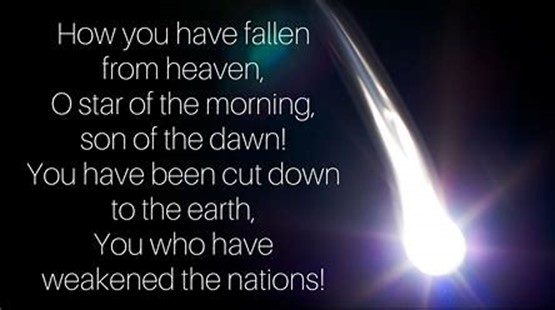 How you have fallen
from heaven,
O star of the morning,
son of the dawn!
You have been cut down
to the earth,
You who have
weakened the nations!